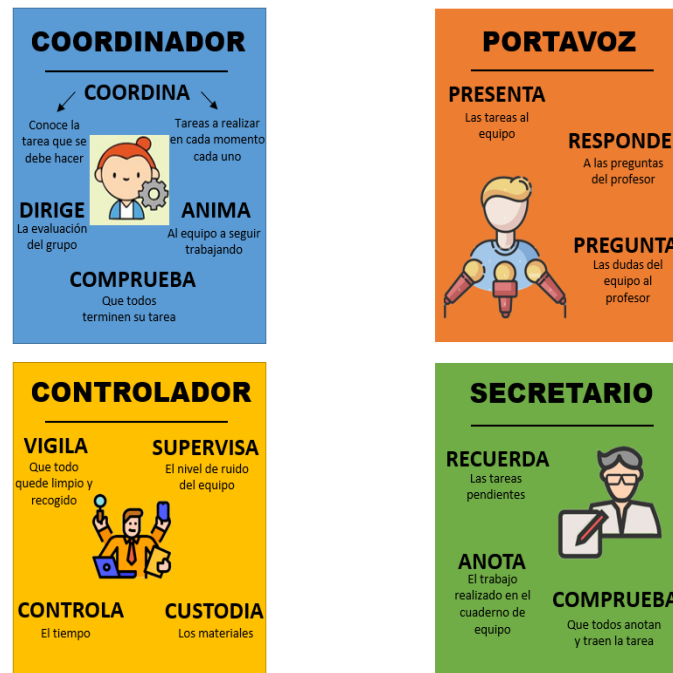 COORDINADOR
COORDINA
Conoce la
tarea que se
debe hacer
Tareas a realizar
en cada momento
cada uno
DIRIGE
La evaluación
del grupo
ANIMA
Al equipo a seguir
trabajando
COMPRUEBA
Que todos
terminen su tarea
PORTAVOZ
PRESENTA
Las tareas al
equipo
RESPONDE
A las preguntas
del profesor
PREGUNTA
Las dudas del
equipo al
profesor
CONTROLADOR
VIGILA
Que todo
quede limpio y
recogido
SUPERVISA
El nivel de ruido
del equipo
CONTROLA
El tiempo
CUSTODIA
Los materiales
SECRETARIO
RECUERDA
Las tareas
pendientes
ANOTA
El trabajo
realizado en el
cuaderno de
equipo
COMPRUEBA
Que todos anotan
y traen la tarea